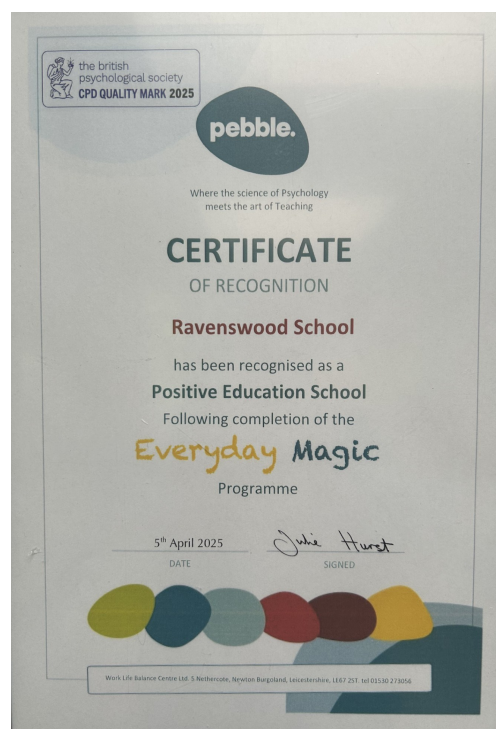 the british
psychological society
CPD QUALITY MARK 2025
pebble.
Where the science of Psychology
meets the art of Teaching
CERTIFICATE
OF RECOGNITION
Ravenswood School
has been recognised as a
Positive Education School
Following completion of the
Everyday Magic
Programme
5th April 2025 Julie Hurst
DATE SIGNED
Work Life Balance Centre Ltd. 5 Nethercote, Newton Burgoland, Leicestershire, LE67 2ST. tel 01530 273056